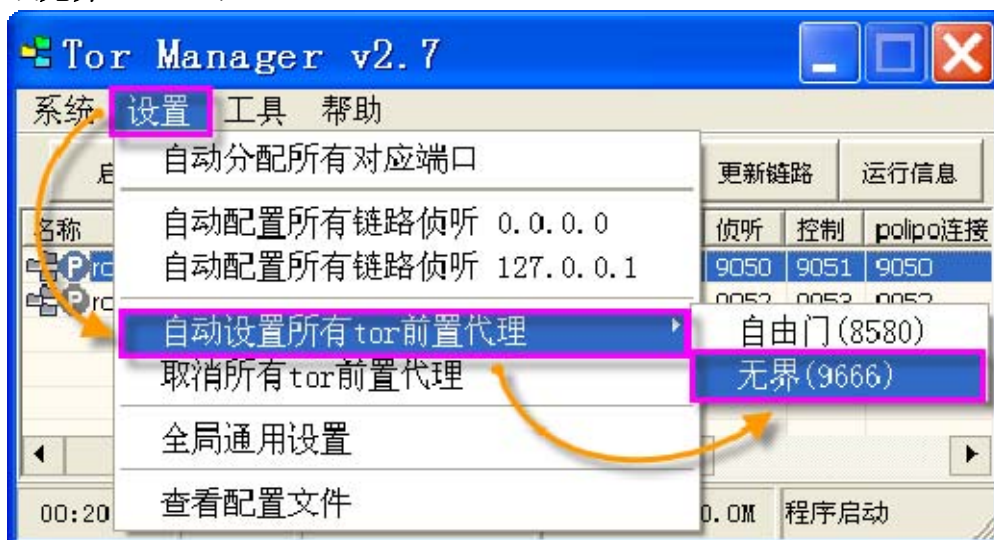 Tor Manager v2.7
系统 设置 工具 帮助
自动分配所有对应端口
更新链路 运行信息
自动配置所有链路侦听 0.0.0.0
自动配置所有链路侦听 127.0.0.1
名称 侦听 控制 polipo连接
9050 9051 9050
自动设置所有tor前置代理
自由门(8580)
无界(9666)
取消所有tor前置代理
全局通用设置
查看配置文件
00:20 0.0M 程序启动